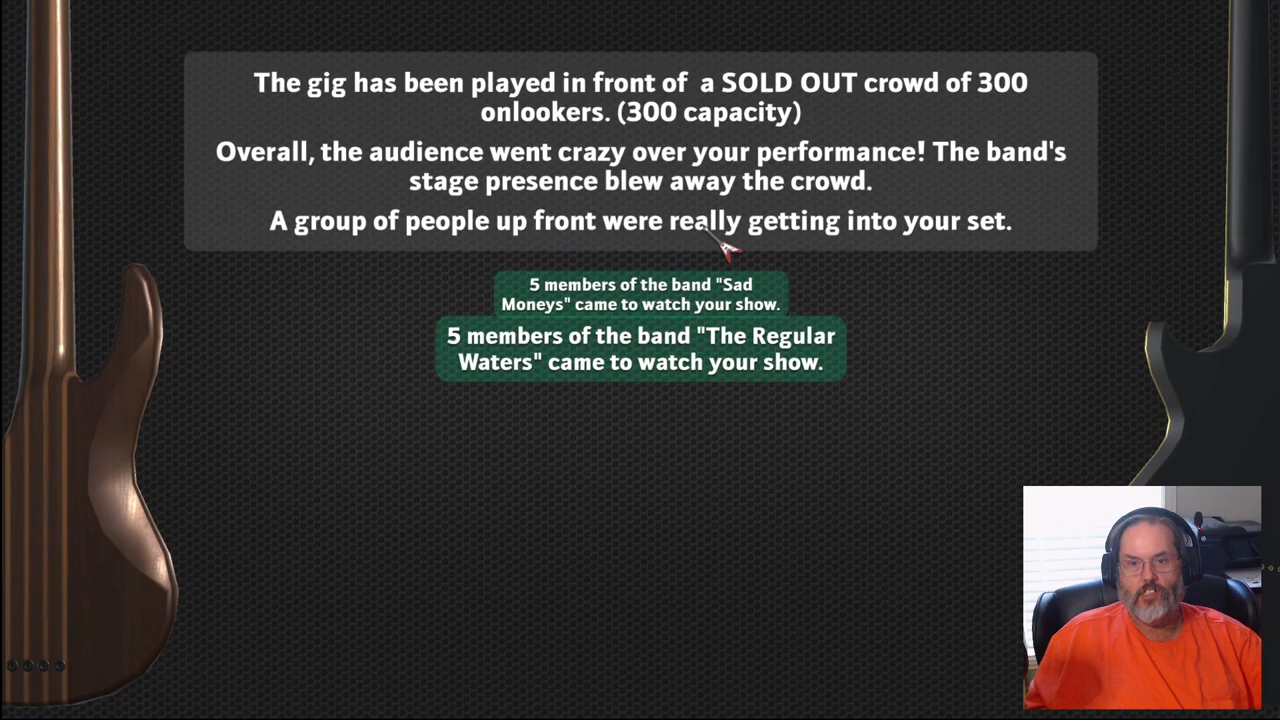 The gig has been played in front of a SOLD OUT crowd of 300
onlookers. (300 capacity)
Overall, the audience went crazy over your performance! The band's
stage presence blew away the crowd.
A group of people up front were really getting into your set.
5 members of the band "Sad
Moneys" came to watch your show.
5 members of the band "The Regular
Waters" came to watch your show.